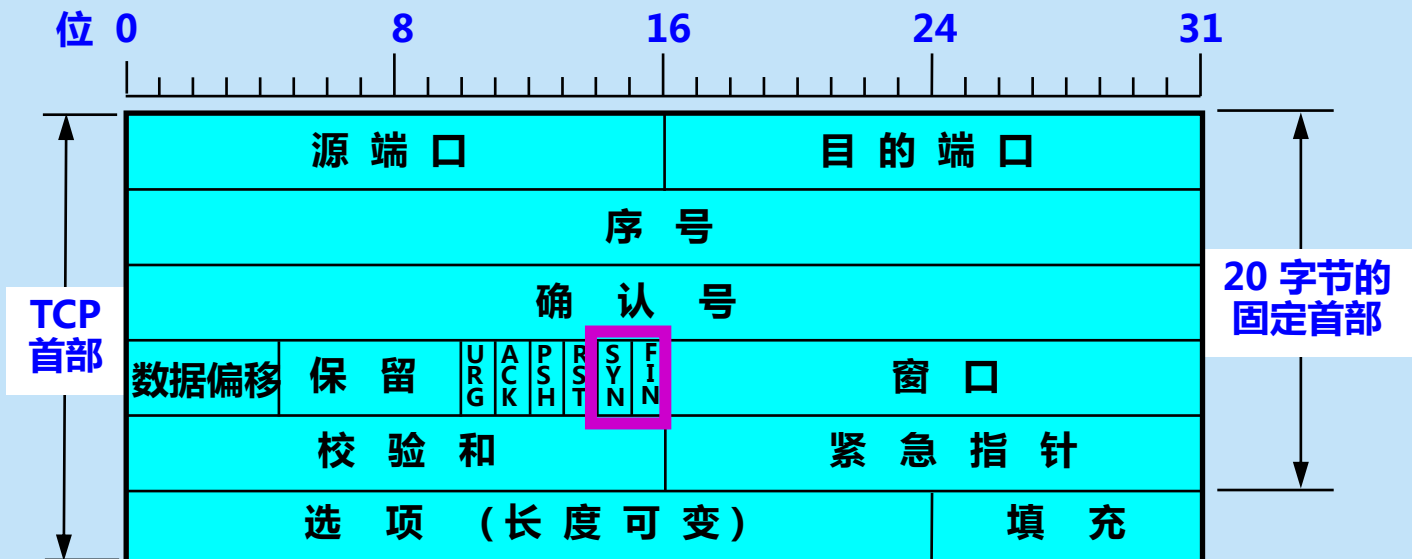 位 0 8 16 24 31
源 端 口 目 的 端 口
序 号
TCP
首部
确 认 号
20 字节的
固定首部
数据偏移 保 留 URG ACK PSH RST SYN FIN 窗 口
校 验 和 紧 急 指 针
选 项 (长 度 可 变) 填 充